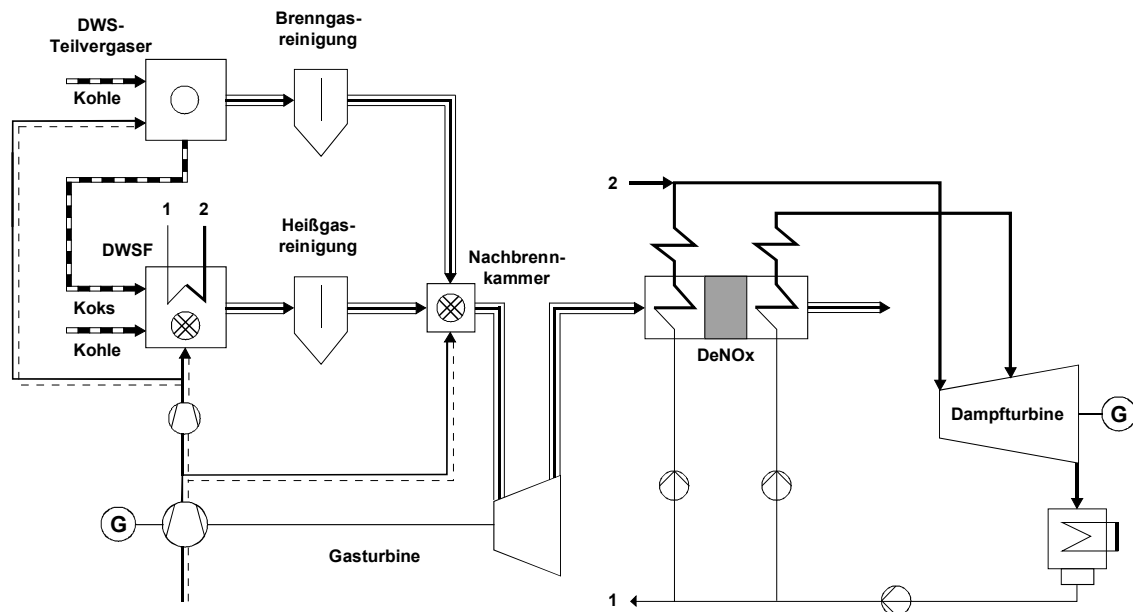 DWS-
Teilvergaser
Brenngas-
reinigung
Kohle
1
2
DWSF
Heißgas-
reinigung
Nachbrenn-
kammer
Koks
Kohle
2
DeNOx
Dampfturbine
G
G
Gasturbine
1